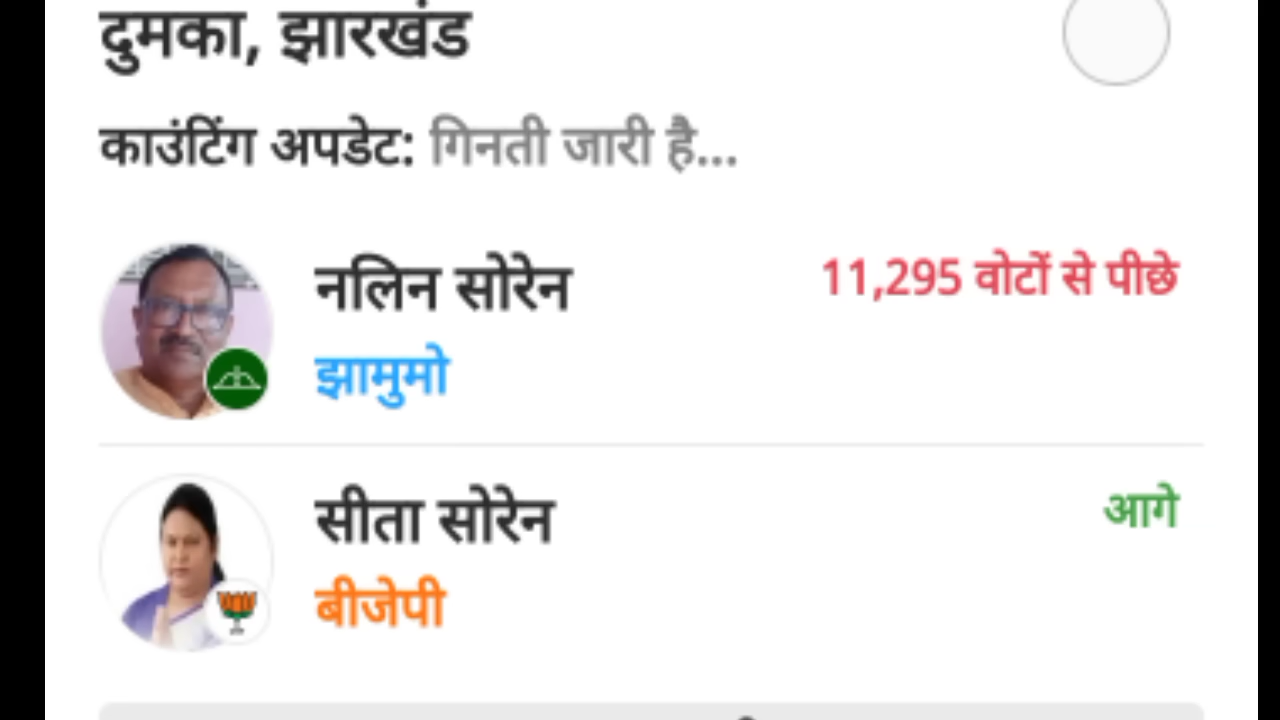 दुमका, झारखंड
काउंटिंग अपडेट: गिनती जारी है...
नलिन सोरेन
11,295 वोटों से पीछे
झामुमो
सीता सोरेन
आगे
बीजेपी